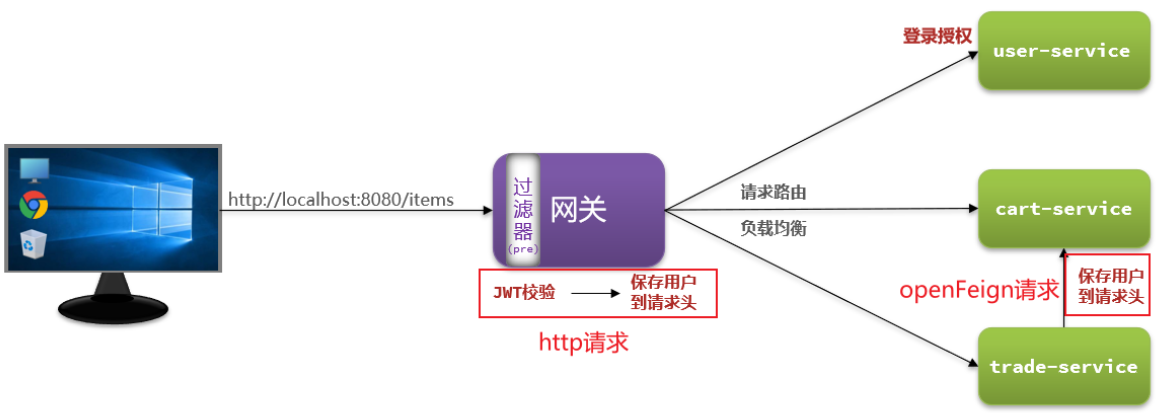 http://localhost:8080/items
过
滤
器
(pre)
网关
JWT校验
保存用户
到请求头
http请求
请求路由
负载均衡
登录授权
user-service
cart-service
openFeign请求
保存用户
到请求头
trade-service